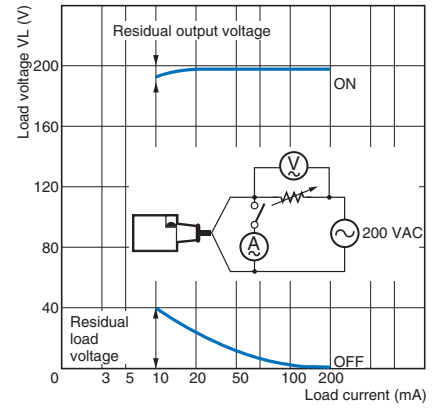 Load voltage VL (V)
Residual output voltage
200
ON
160
120
V
A
200 VAC
80
40
Residual
load
voltage
OFF
0 3 5 10 20 50 100 200
Load current (mA)